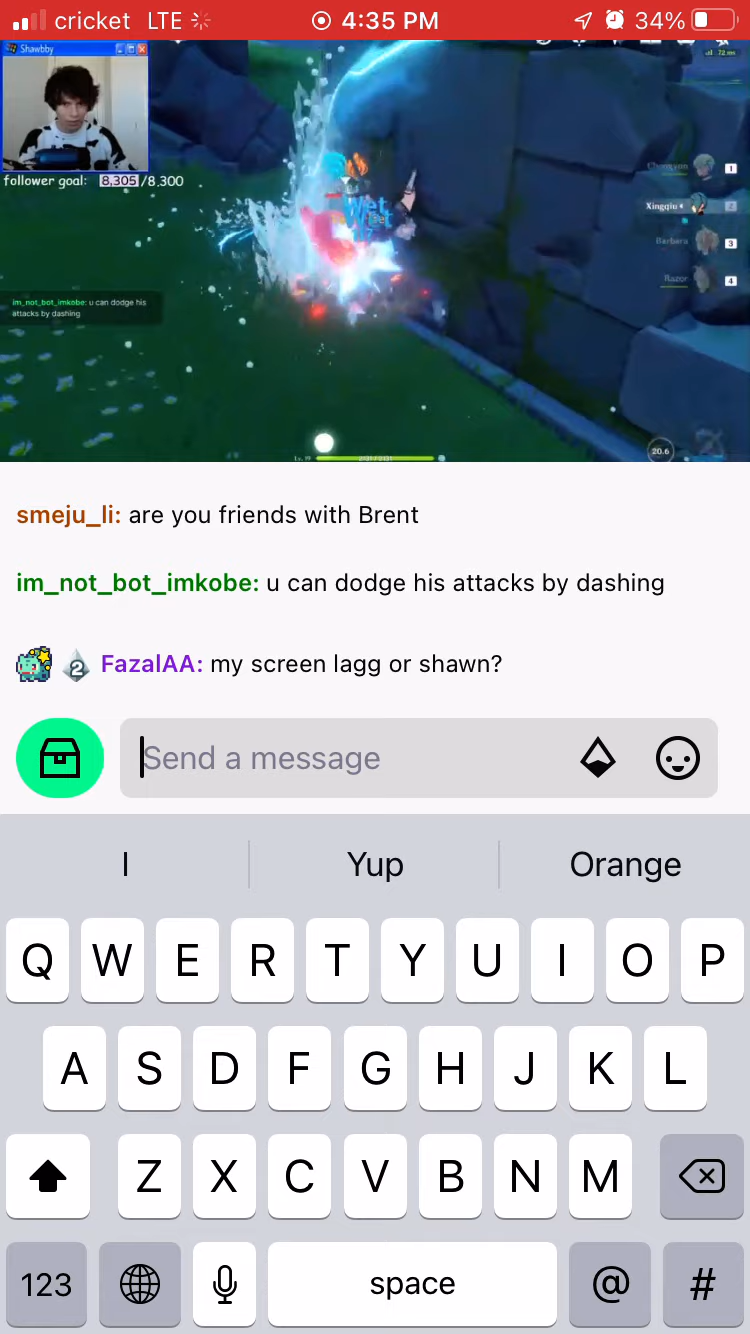 cricket LTE 4:35 PM 34%
Shawbby
72 ms
follower goal: 8,305/8,300
Chongyun 1
Xingqiu 2
Barbara 3
Razor 4
Wet
im_not_bot_imkobe: u can dodge his
attacks by dashing
20.6
smeju_li: are you friends with Brent
im_not_bot_imkobe: u can dodge his attacks by dashing
2 FazalAA: my screen lagg or shawn?
Send a message
I Yup Orange
Q W E R T Y U I O P
A S D F G H J K L
Z X C V B N M
123 space @ #